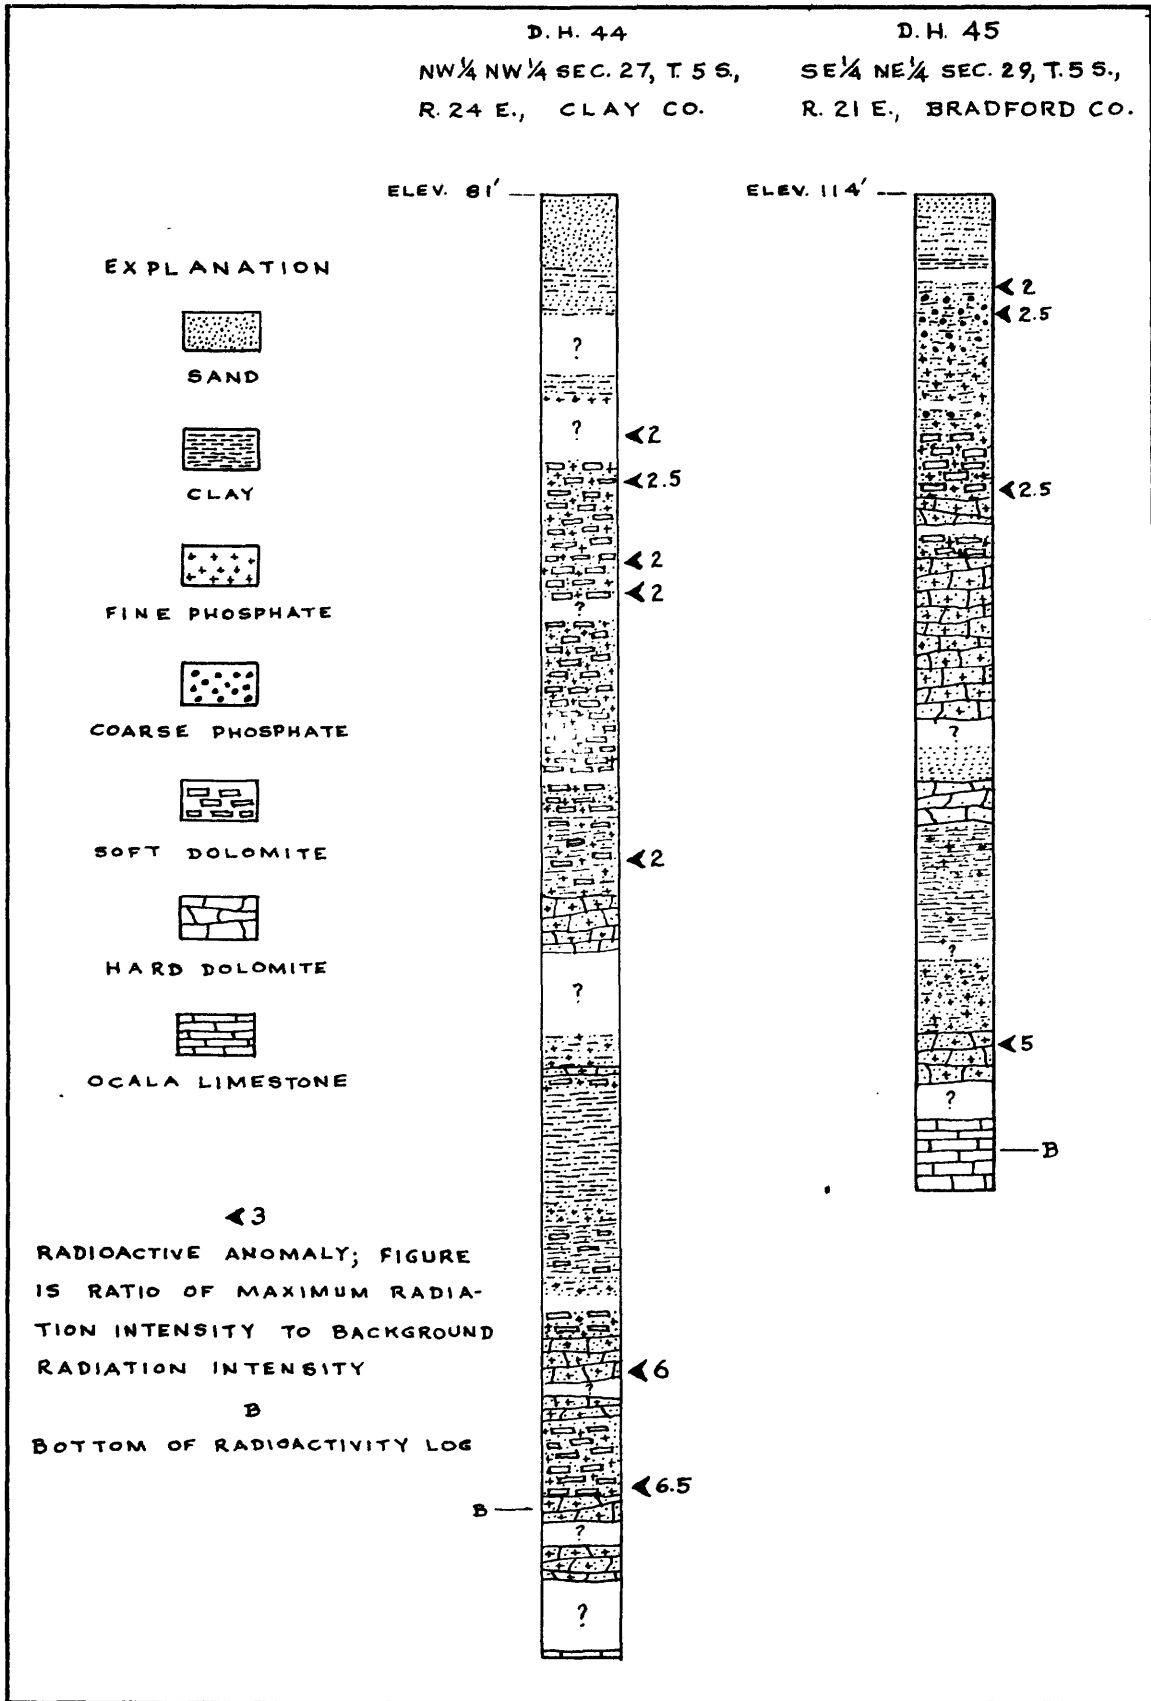 D. H. 44
NW¼ NW¼ SEC. 27, T. 5 S.,
R. 24 E., CLAY CO.
D. H. 45
SE¼ NE¼ SEC. 29, T. 5 S.,
R. 21 E., BRADFORD CO.
ELEV. 81'
ELEV. 114'
EXPLANATION
SAND
CLAY
FINE PHOSPHATE
COARSE PHOSPHATE
SOFT DOLOMITE
HARD DOLOMITE
OCALA LIMESTONE
3
RADIOACTIVE ANOMALY; FIGURE
IS RATIO OF MAXIMUM RADIA-
TION INTENSITY TO BACKGROUND
RADIATION INTENSITY
B
BOTTOM OF RADIOACTIVITY LOG
?
?
2
2.5
2
2
?
2
?
6
?
6.5
B
?
?
2
2.5
2.5
?
?
5
?
B